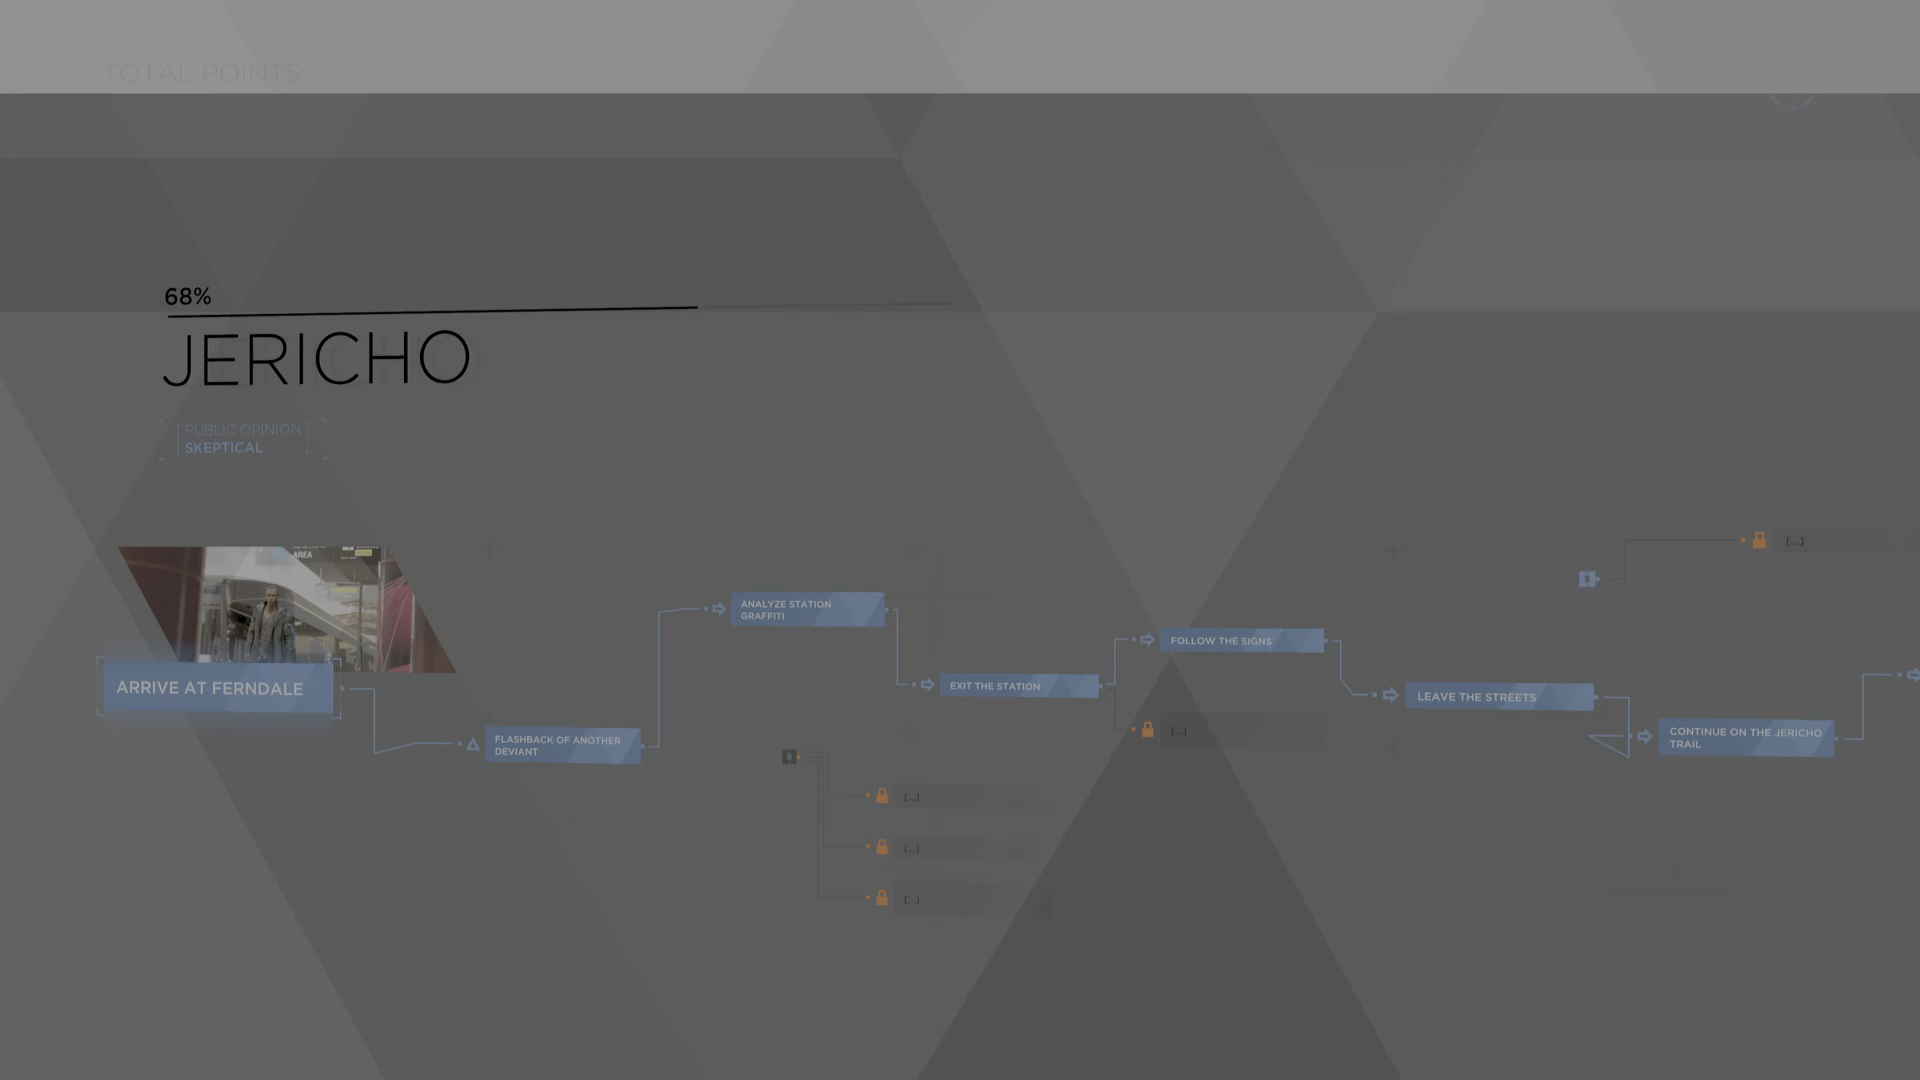 TOTAL POINTS
68%
JERICHO
PUBLIC OPINION
SKEPTICAL
AREA
ARRIVE AT FERNDALE
FLASHBACK OF ANOTHER
DEVIANT
ANALYZE STATION
GRAFFITI
EXIT THE STATION
FOLLOW THE SIGNS
LEAVE THE STREETS
CONTINUE ON THE JERICHO
TRAIL
[...]
[...]
[...]
[...]
[...]